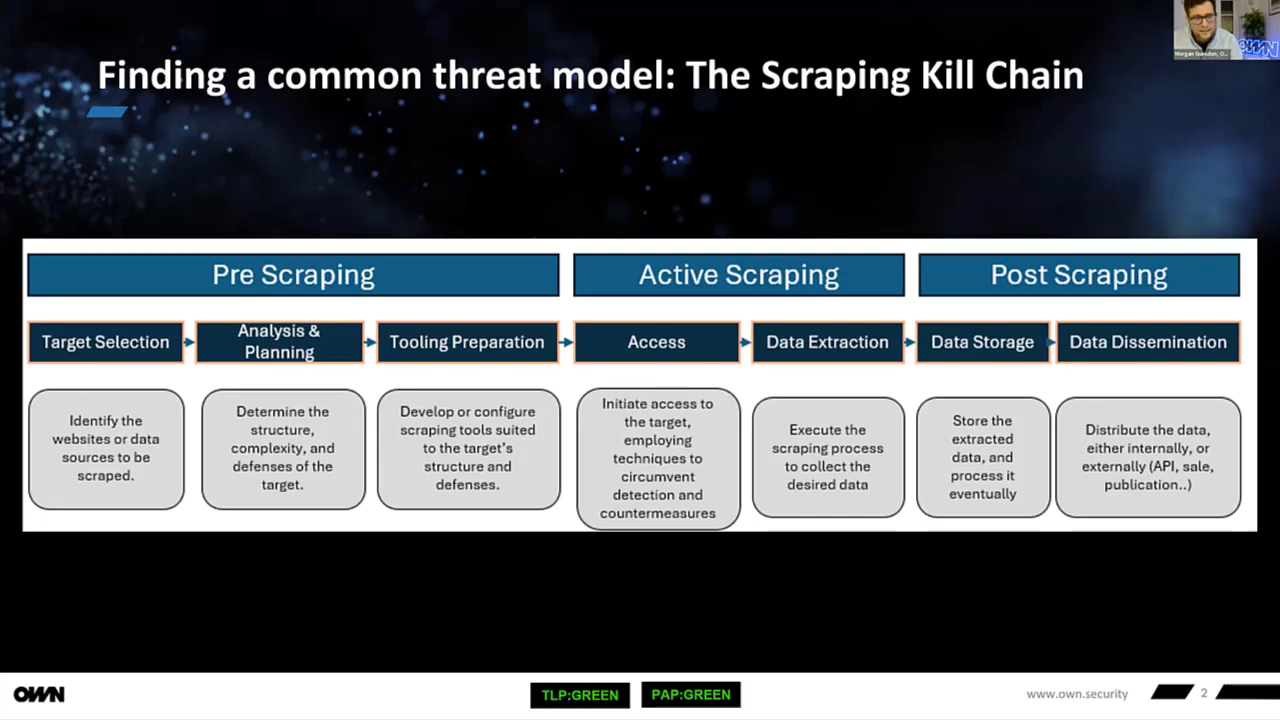 Finding a common threat model: The Scraping Kill Chain
OWN
Pre Scraping
Active Scraping
Post Scraping
Target Selection
Analysis &
Planning
Tooling Preparation
Access
Data Extraction
Data Storage
Data Dissemination
Identify the
websites or data
sources to be
scraped.
Determine the
structure,
complexity, and
defenses of the
target.
Develop or configure
scraping tools suited
to the target's
structure and
defenses.
Initiate access to
the target,
employing
techniques to
circumvent
detection and
countermeasures
Execute the
scraping process
to collect the
desired data
Store the
extracted
data, and
process it
eventually
Distribute the data,
either internally, or
externally (API, sale,
publication..)
OWN
TLP:GREEN
PAP:GREEN
www.own.security
2